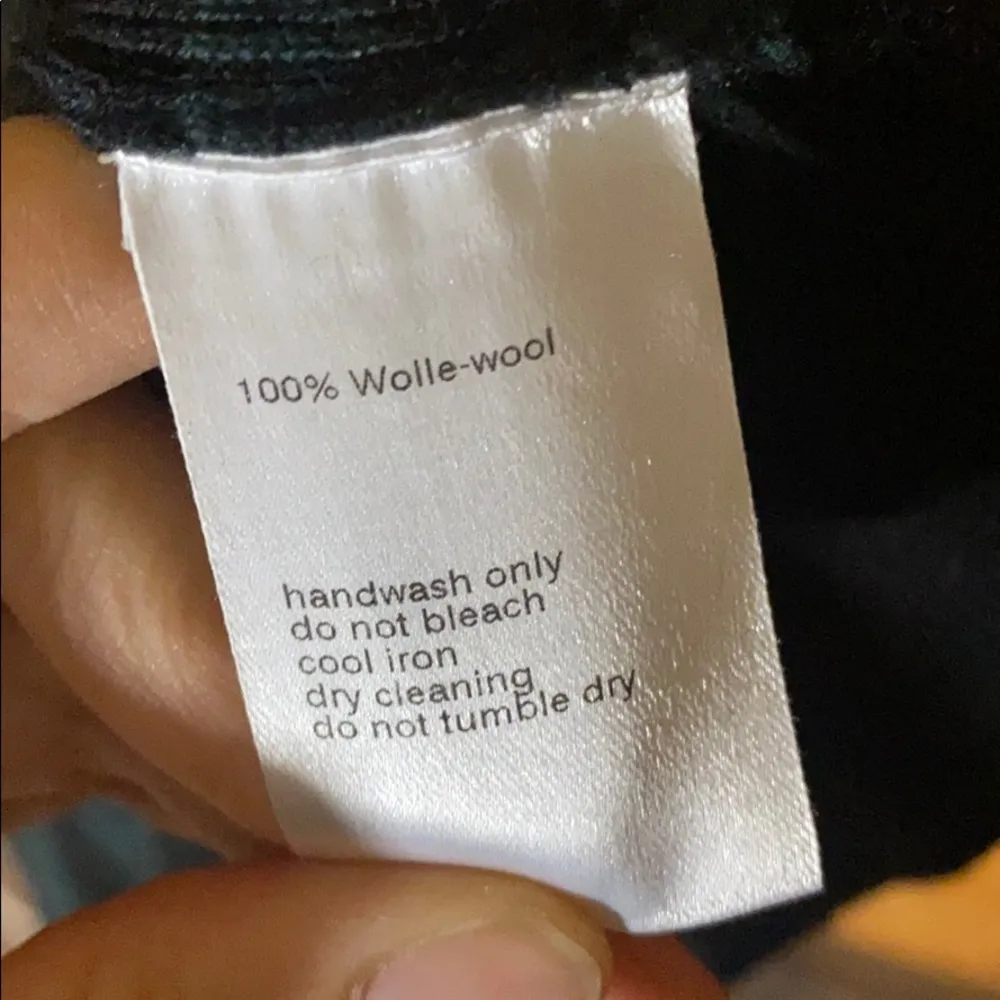 100% Wolle-wool
handwash only
do not bleach
cool iron
dry cleaning
do not tumble dry